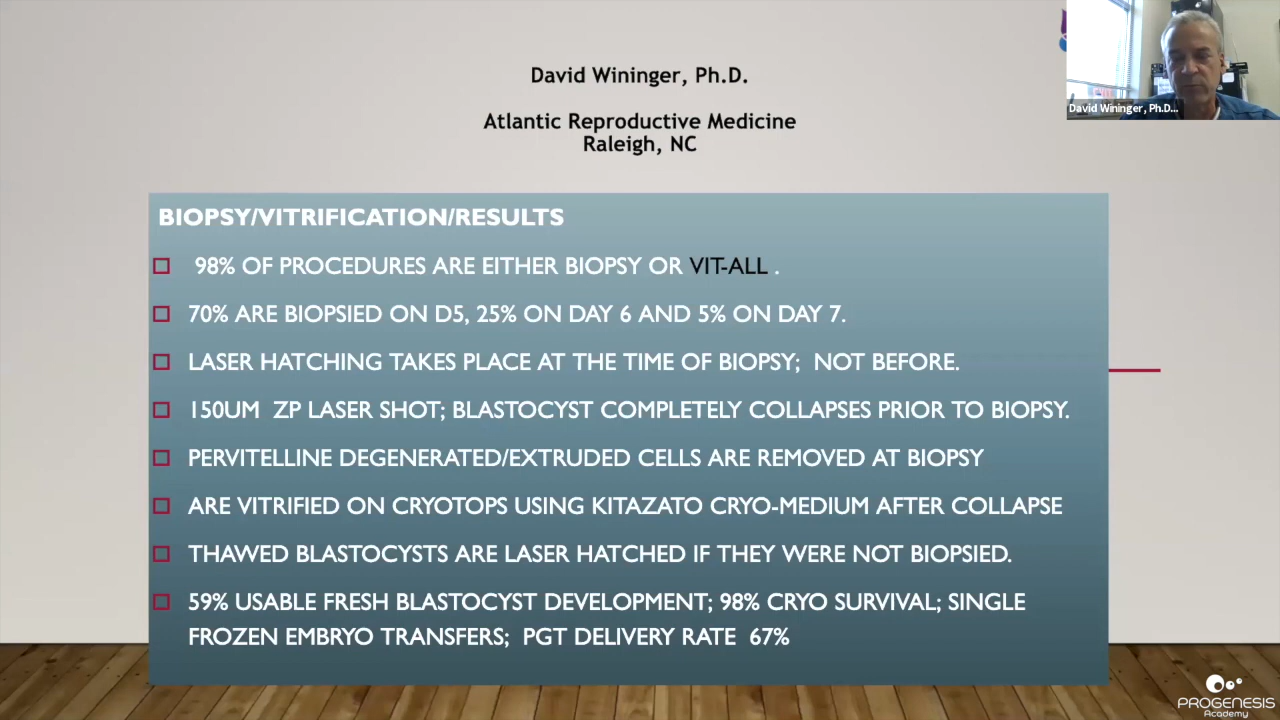 David Wininger, Ph.D.
Atlantic Reproductive Medicine
Raleigh, NC
David Wininger, Ph.D...
BIOPSY/VITRIFICATION/RESULTS
98% OF PROCEDURES ARE EITHER BIOPSY OR VIT-ALL .
70% ARE BIOPSIED ON D5, 25% ON DAY 6 AND 5% ON DAY 7.
LASER HATCHING TAKES PLACE AT THE TIME OF BIOPSY; NOT BEFORE.
150UM ZP LASER SHOT; BLASTOCYST COMPLETELY COLLAPSES PRIOR TO BIOPSY.
PERVITELLINE DEGENERATED/EXTRUDED CELLS ARE REMOVED AT BIOPSY
ARE VITRIFIED ON CRYOTOPS USING KITAZATO CRYO-MEDIUM AFTER COLLAPSE
THAWED BLASTOCYSTS ARE LASER HATCHED IF THEY WERE NOT BIOPSIED.
59% USABLE FRESH BLASTOCYST DEVELOPMENT; 98% CRYO SURVIVAL; SINGLE
FROZEN EMBRYO TRANSFERS; PGT DELIVERY RATE 67%
PROGENESIS
Academy